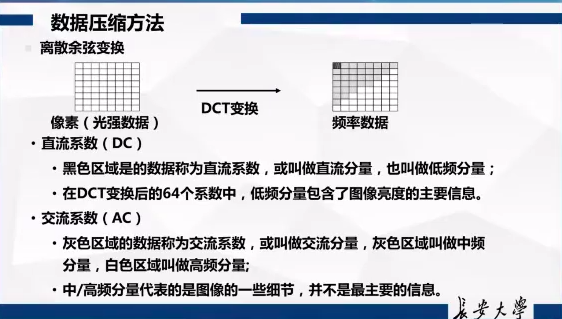 数据压缩方法
离散余弦变换
DCT变换
像素（光强数据）
频率数据
• 直流系数（DC）
• 黑色区域是的数据称为直流系数，或叫做直流分量，也叫做低频分量；
• 在DCT变换后的64个系数中，低频分量包含了图像亮度的主要信息。
• 交流系数（AC）
• 灰色区域的数据称为交流系数，或叫做交流分量，灰色区域叫做中频
分量，白色区域叫做高频分量;
• 中/高频分量代表的是图像的一些细节，并不是最主要的信息。
长安大学